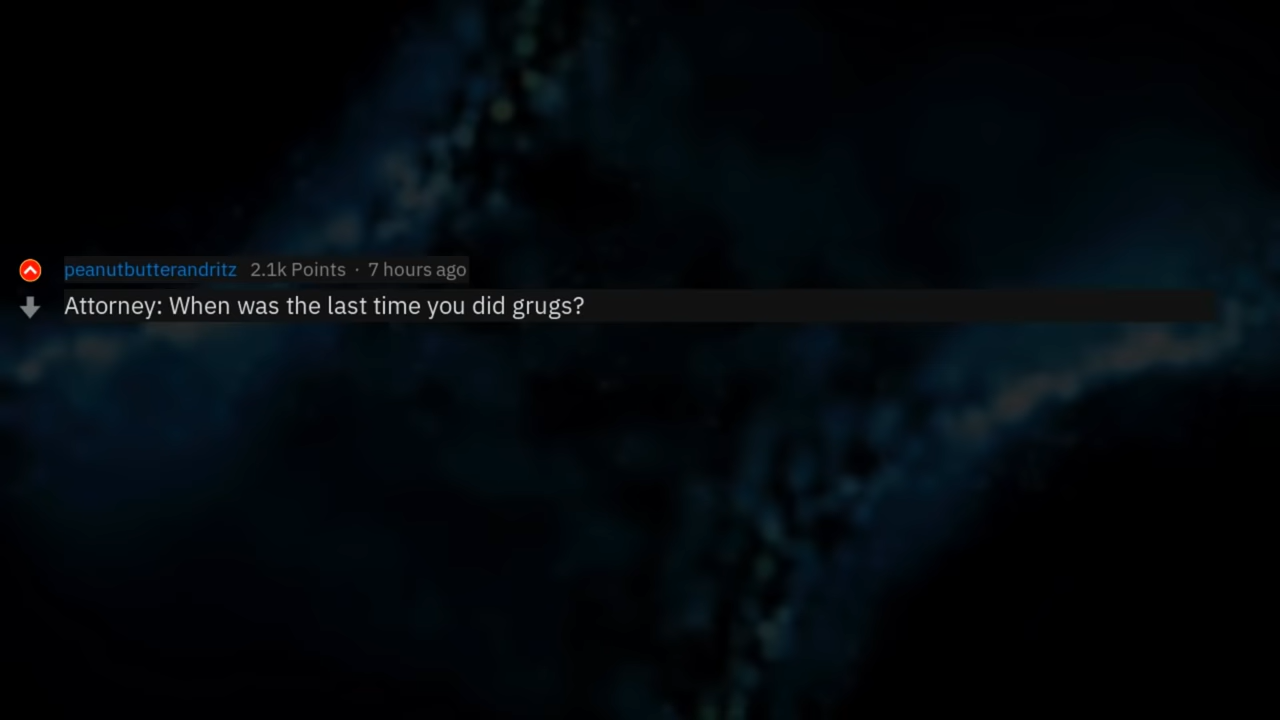 peanutbutterandritz 2.1k Points · 7 hours ago
Attorney: When was the last time you did grugs?